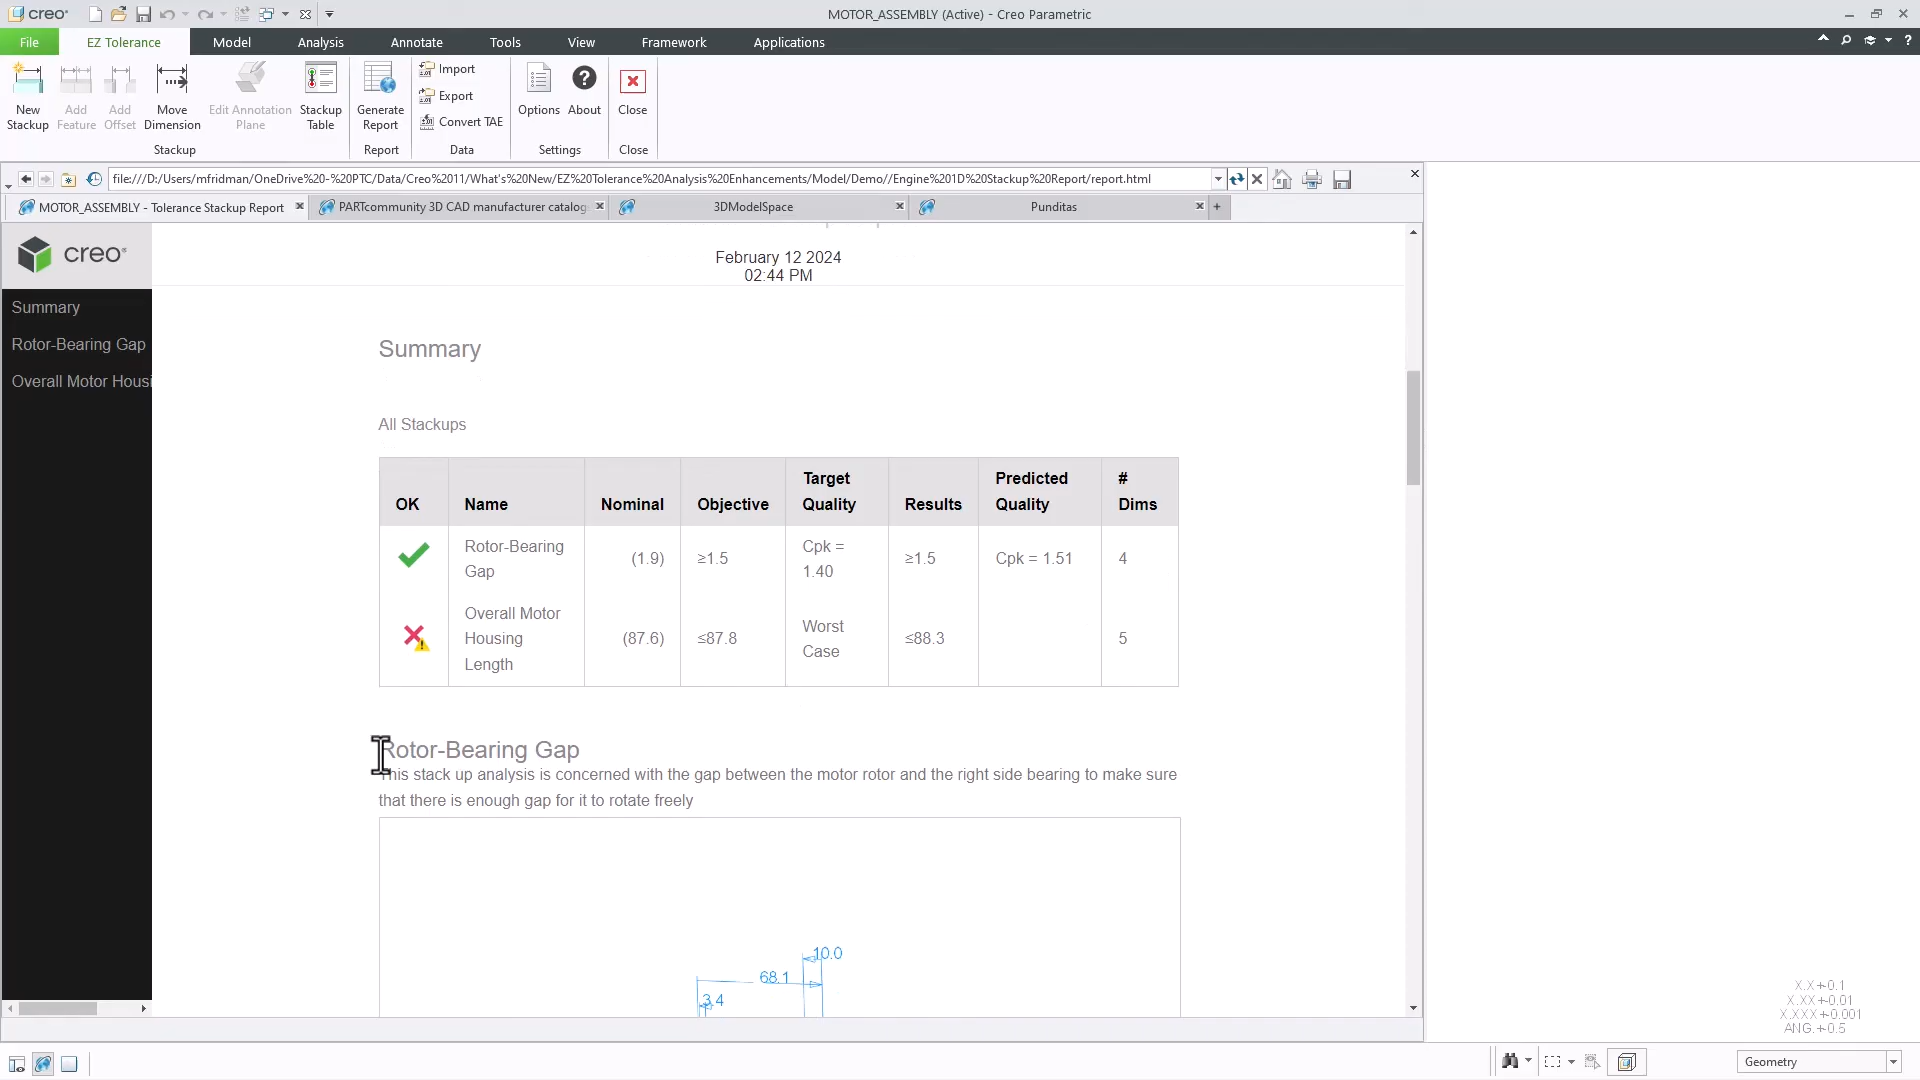 creo
MOTOR_ASSEMBLY (Active) - Creo Parametric
File
EZ Tolerance
Model
Analysis
Annotate
Tools
View
Framework
Applications
New Stackup
Add Feature
Add Offset
Move Dimension
Edit Annotation Plane
Stackup Table
Generate Report
Import
Export
Convert TAE
Options
About
Close
Stackup
Report
Data
Settings
Close
file:///D:/Users/mfridman/OneDrive%20-%20PTC/Data/Creo%2011/What's%20New/EZ%20Tolerance%20Analysis%20Enhancements/Model/Demo//Engine%201D%20Stackup%20Report/report.html
MOTOR_ASSEMBLY - Tolerance Stackup Report
PARTcommunity 3D CAD manufacturer catalog
3DModelSpace
Punditas
creo
Summary
Rotor-Bearing Gap
Overall Motor Housi
February 12 2024
02:44 PM
Summary
All Stackups
OK Name Nominal Objective Target Quality Results Predicted Quality # Dims
Rotor-Bearing Gap (1.9) ≥1.5 Cpk = 1.40 ≥1.5 Cpk = 1.51 4
Overall Motor Housing Length (87.6) ≤87.8 Worst Case ≤88.3 5
Rotor-Bearing Gap
This stack up analysis is concerned with the gap between the motor rotor and the right side bearing to make sure
that there is enough gap for it to rotate freely
10.0
68.1
3.4
X.X+-0.1
X.XX+-0.01
X.XXX+-0.001
ANG.+-0.5
Geometry